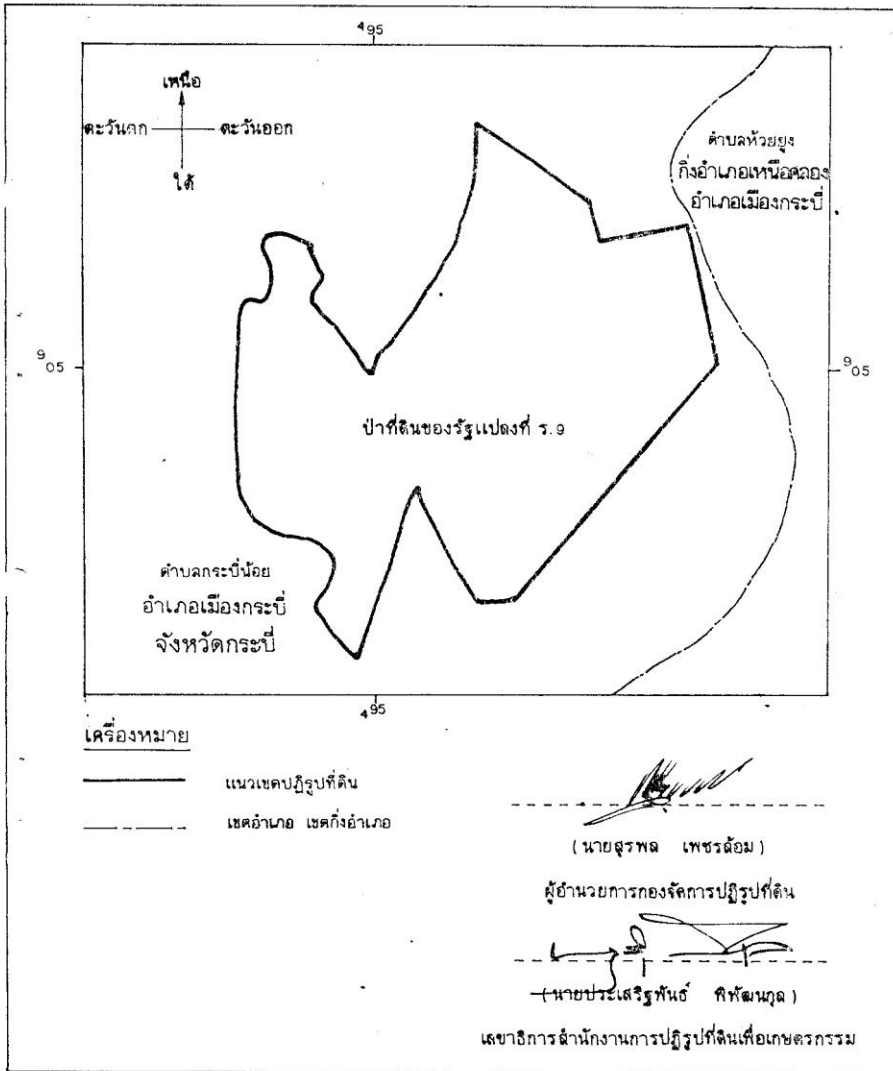 495
เหนือ
ตะวันตก ตะวันออก
ใต้
ตำบลห้วยยูง
กิ่งอำเภอเหนือคลอง
อำเภอเมืองกระบี่
905 905
ป่าที่ดินของรัฐแปลงที่ ร.9
ตำบลกระบี่น้อย
อำเภอเมืองกระบี่
จังหวัดกระบี่
495
เครื่องหมาย
แนวเขตปฏิรูปที่ดิน
เขตอำเภอ เขตกิ่งอำเภอ
(นายสุรพล เพชรล้อม)
ผู้อำนวยการกองจัดการปฏิรูปที่ดิน
(นายประเสริฐพันธ์ พิพัฒนกุล)
เลขาธิการสำนักงานการปฏิรูปที่ดินเพื่อเกษตรกรรม